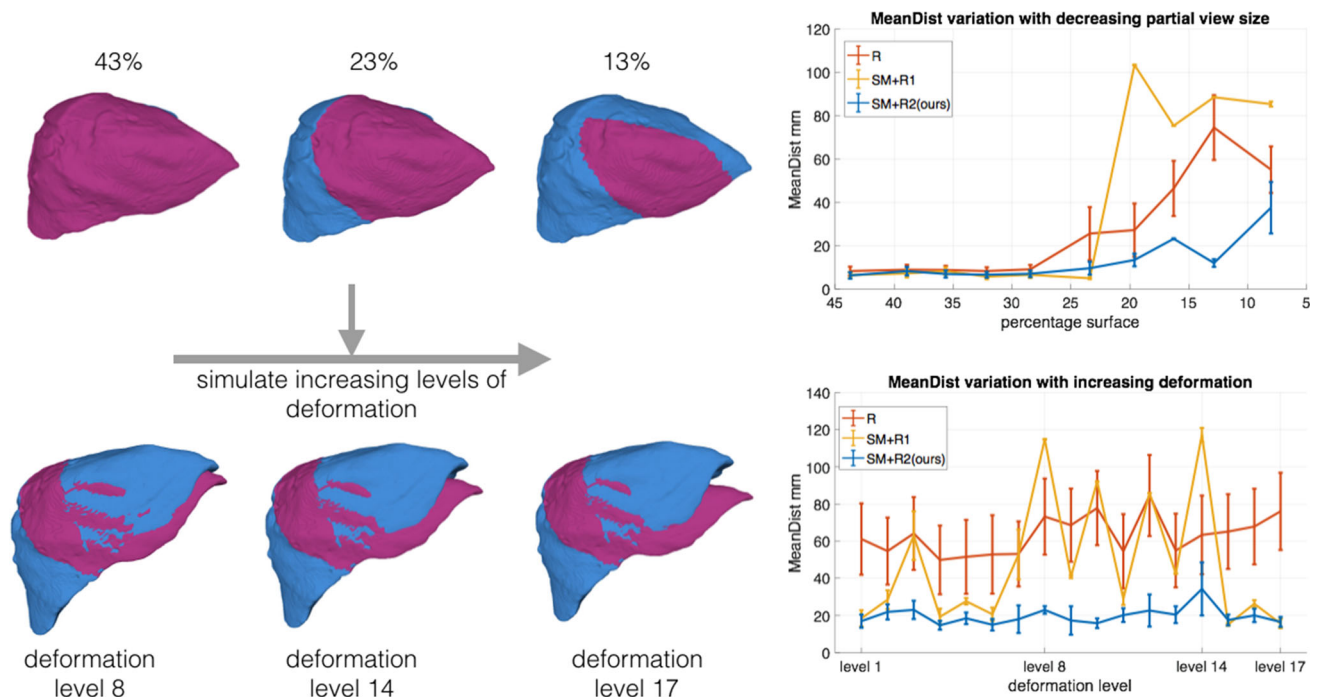 43%
23%
13%
simulate increasing levels of
deformation
deformation
level 8
deformation
level 14
deformation
level 17
MeanDist variation with decreasing partial view size
R
SM+R1
SM+R2(ours)
MeanDist mm
120
100
80
60
40
20
0
45 40 35 30 25 20 15 10 5
percentage surface
MeanDist variation with increasing deformation
R
SM+R1
SM+R2(ours)
MeanDist mm
140
120
100
80
60
40
20
0
level 1 level 8 level 14 level 17
deformation level